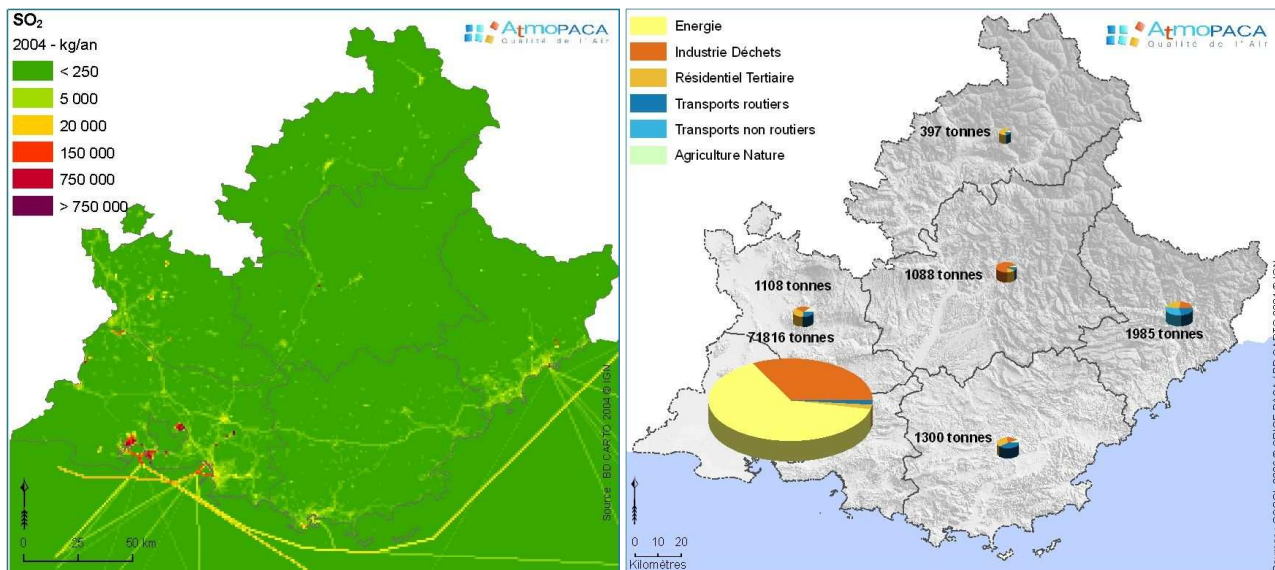 SO2
2004 - kg/an
< 250
5 000
20 000
150 000
750 000
> 750 000
AtmoPACA
Qualité de l'Air
0 25 50 km
Source : BD CARTO 2004 © IGN
Energie
Industrie Déchets
Résidentiel Tertiaire
Transports routiers
Transports non routiers
Agriculture Nature
AtmoPACA
Qualité de l'Air
397 tonnes
1088 tonnes
1108 tonnes
71816 tonnes
1985 tonnes
1300 tonnes
0 10 20
Kilomètres